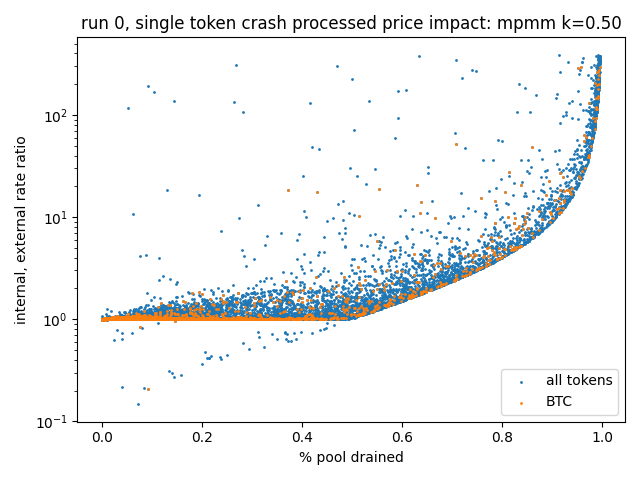 run 0, single token crash processed price impact: mpmm k=0.50
internal, external rate ratio
10²
10¹
10⁰
10⁻¹
all tokens
BTC
0.0 0.2 0.4 0.6 0.8 1.0
% pool drained